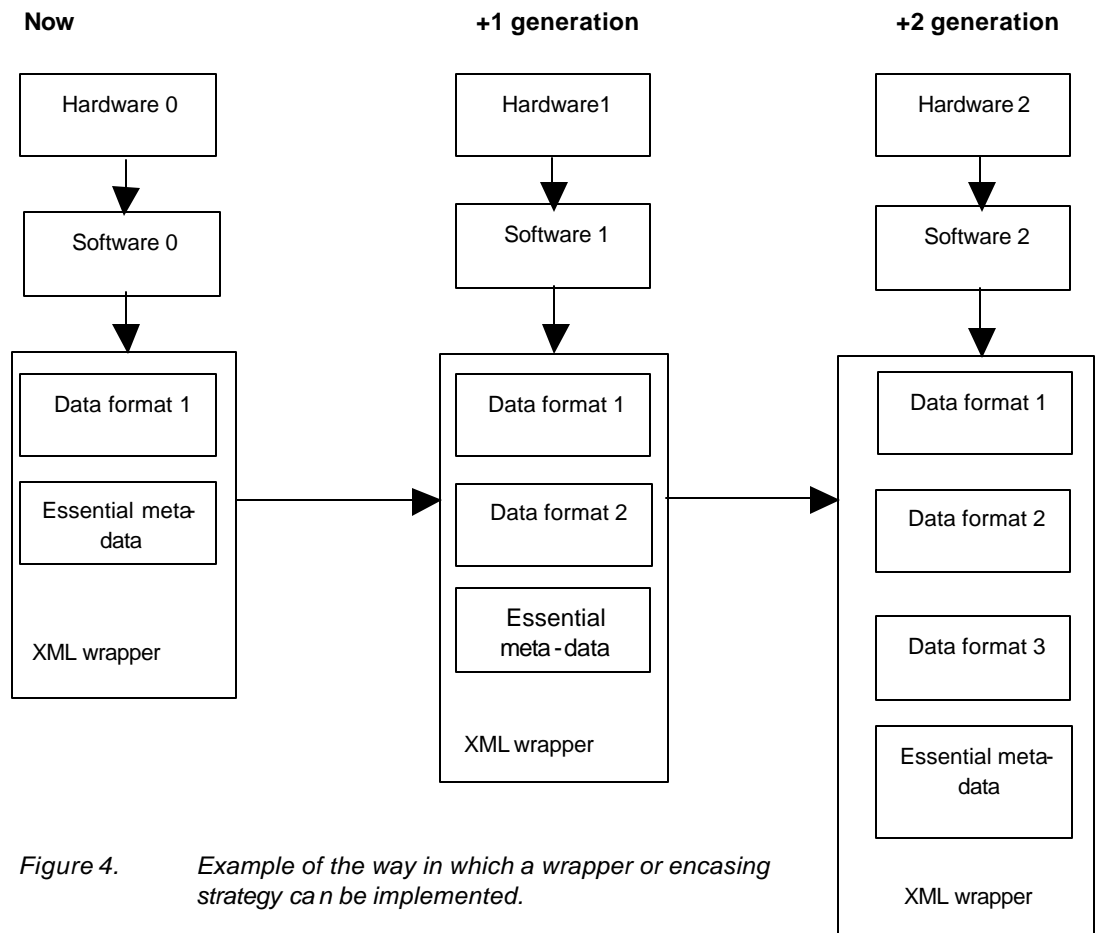 Now
+1 generation
+2 generation
Hardware 0
Hardware1
Hardware 2
Software 0
Software 1
Software 2
Data format 1
Essential meta-
data
XML wrapper
Data format 1
Data format 2
Essential
meta-data
XML wrapper
Data format 1
Data format 2
Data format 3
Essential meta-
data
XML wrapper
Figure 4. Example of the way in which a wrapper or encasing
strategy can be implemented.